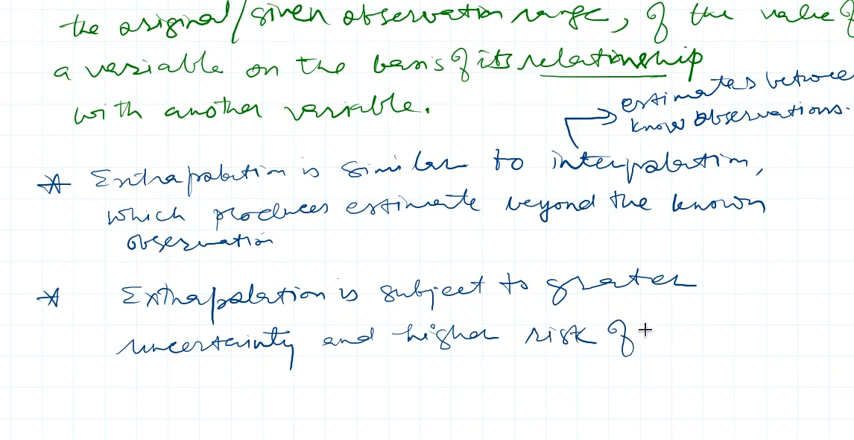 the original/given observation range, of the value of
a variable on the basis of its relationship
with another variable.
estimates betwee
know observations.
* Extrapolation is similar to interpolation,
which produces estimate beyond the known
observation
* Extrapolation is subject to greater
uncertainty and higher risk of